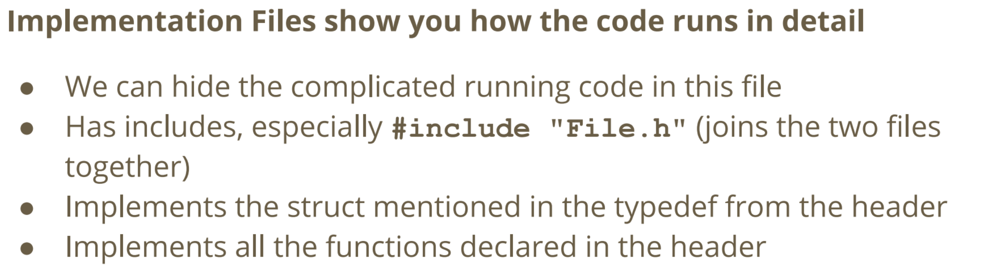 Implementation Files show you how the code runs in detail
● We can hide the complicated running code in this file
● Has includes, especially #include "File.h" (joins the two files
together)
● Implements the struct mentioned in the typedef from the header
● Implements all the functions declared in the header